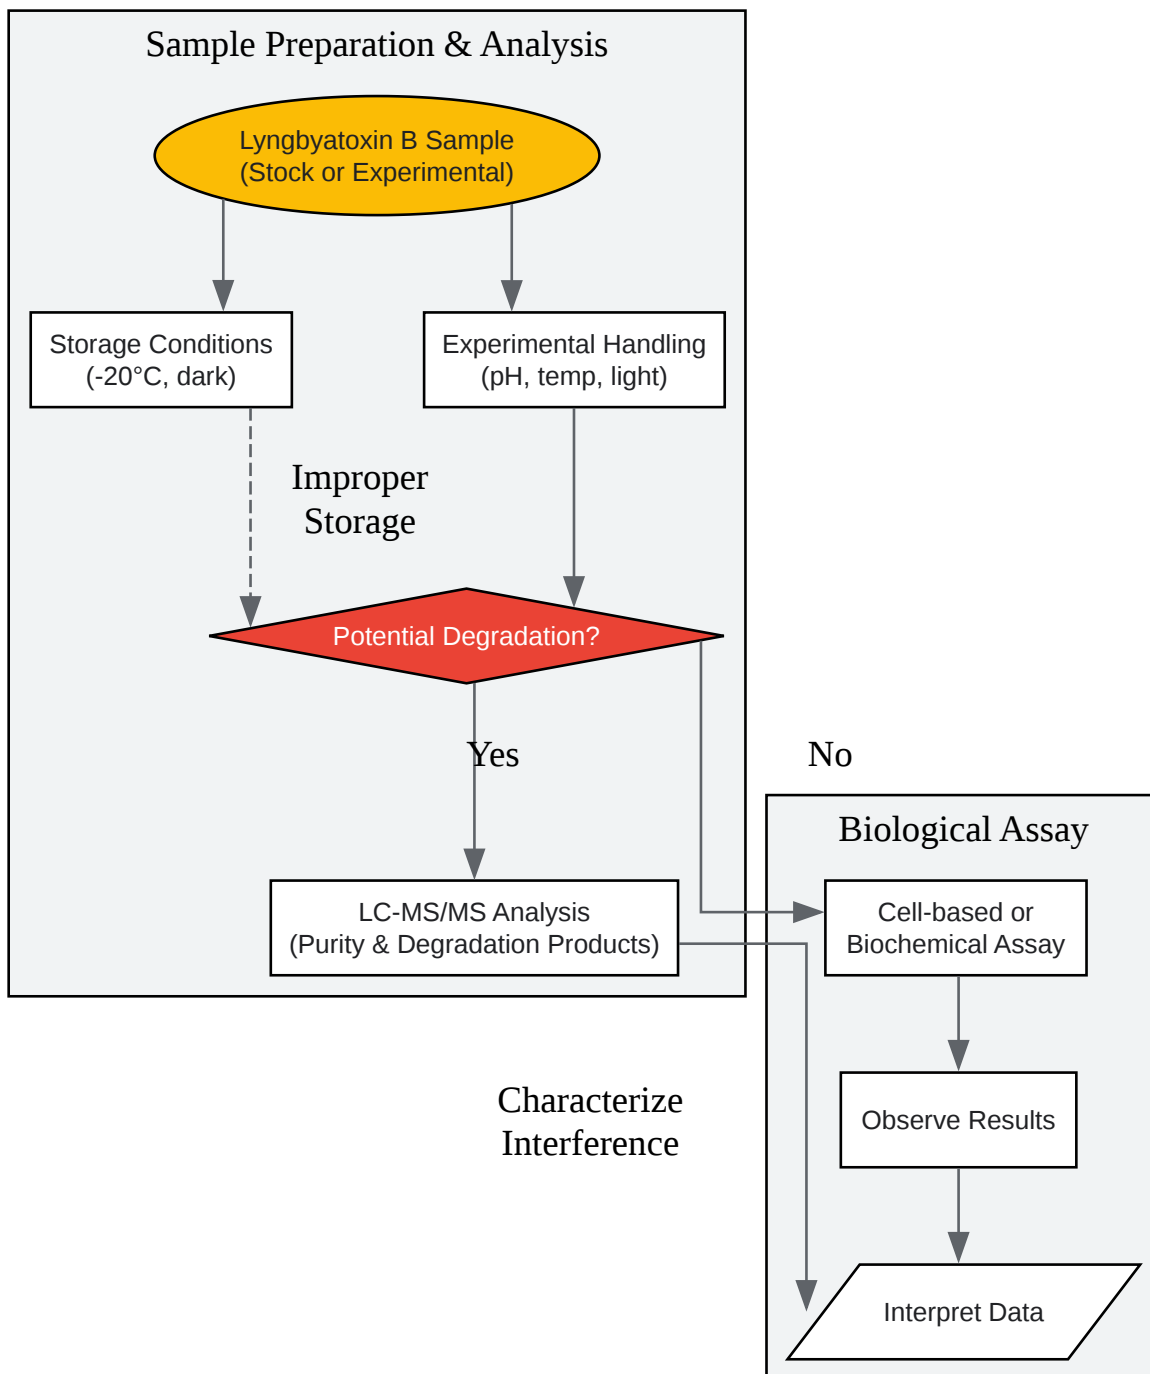 Sample Preparation & Analysis
Lyngbyatoxin B Sample
(Stock or Experimental)
Storage Conditions
(-20°C, dark)
Experimental Handling
(pH, temp, light)
Improper
Storage
Potential Degradation?
Yes
No
Biological Assay
LC-MS/MS Analysis
(Purity & Degradation Products)
Cell-based or
Biochemical Assay
Characterize
Interference
Observe Results
Interpret Data